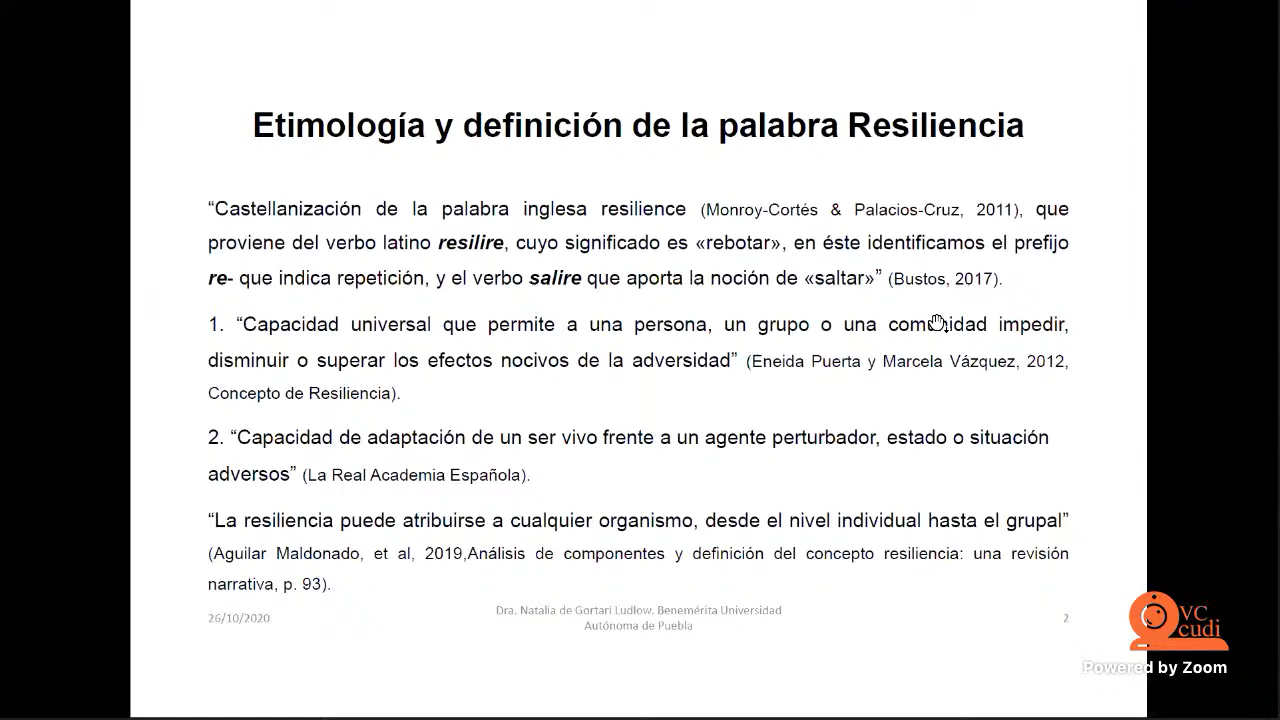 Etimología y definición de la palabra Resiliencia
“Castellanización de la palabra inglesa resilience (Monroy-Cortés & Palacios-Cruz, 2011), que
proviene del verbo latino resilire, cuyo significado es «rebotar», en éste identificamos el prefijo
re- que indica repetición, y el verbo salire que aporta la noción de «saltar»” (Bustos, 2017).
1. “Capacidad universal que permite a una persona, un grupo o una comunidad impedir,
disminuir o superar los efectos nocivos de la adversidad” (Eneida Puerta y Marcela Vázquez, 2012,
Concepto de Resiliencia).
2. “Capacidad de adaptación de un ser vivo frente a un agente perturbador, estado o situación
adversos” (La Real Academia Española).
“La resiliencia puede atribuirse a cualquier organismo, desde el nivel individual hasta el grupal”
(Aguilar Maldonado, et al, 2019,Análisis de componentes y definición del concepto resiliencia: una revisión
narrativa, p. 93).
26/10/2020
Dra. Natalia de Gortari Ludlow. Benemérita Universidad
Autónoma de Puebla
2
VC
cudi
Powered by Zoom